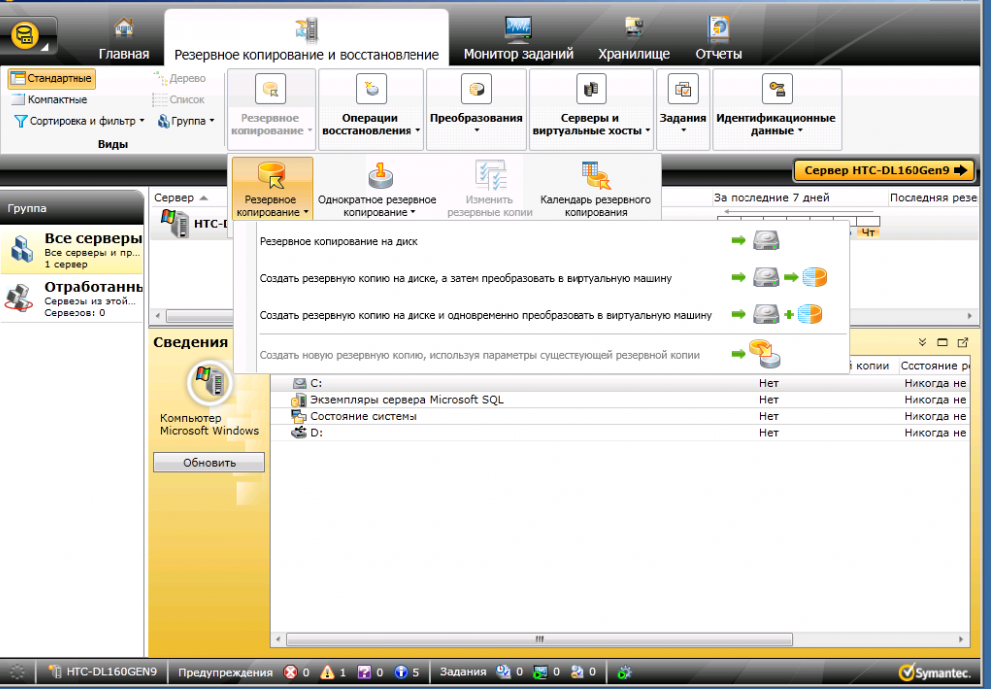 Главная
Резервное копирование и восстановление
Монитор заданий
Хранилище
Отчеты
Стандартные
Компактные
Сортировка и фильтр
Дерево
Список
Группа
Виды
Резервное
копирование
Операции
восстановления
Преобразования
Серверы и
виртуальные хосты
Задания
Идентификационные
данные
Резервное
копирование
Однократное резервное
копирование
Изменить
резервные копии
Календарь резервного
копирования
Сервер HTC-DL160Gen9
Группа
Все серверы
Все серверы и пр...
1 сервер
Отработаннь
Серверы из этой...
Серверов: 0
Сервер
За последние 7 дней
Последняя резе
Чт
Резервное копирование на диск
Создать резервную копию на диске, а затем преобразовать в виртуальную машину
Создать резервную копию на диске и одновременно преобразовать в виртуальную машину
Создать новую резервную копию, используя параметры существующей резервной копии
Сведения
Компьютер
Microsoft Windows
Обновить
копии
Состояние р
C: Нет Никогда не
Экземпляры сервера Microsoft SQL Нет Никогда не
Состояние системы Нет Никогда не
D: Нет Никогда не
HTC-DL160GEN9 Предупреждения 0 1 0 5 Задания 0 0 0 Symantec.